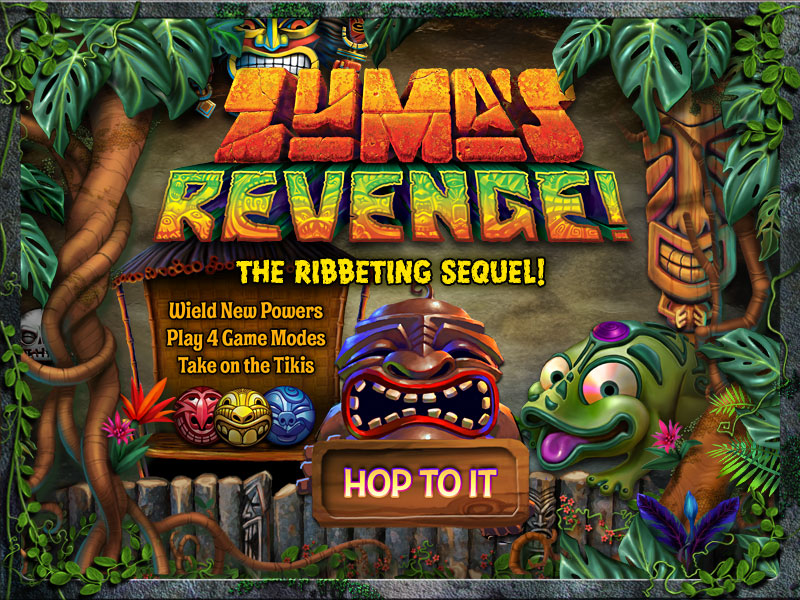 ZUMA'S
REVENGE!
THE RIBBETING SEQUEL!
Wield New Powers
Play 4 Game Modes
Take on the Tikis
HOP TO IT